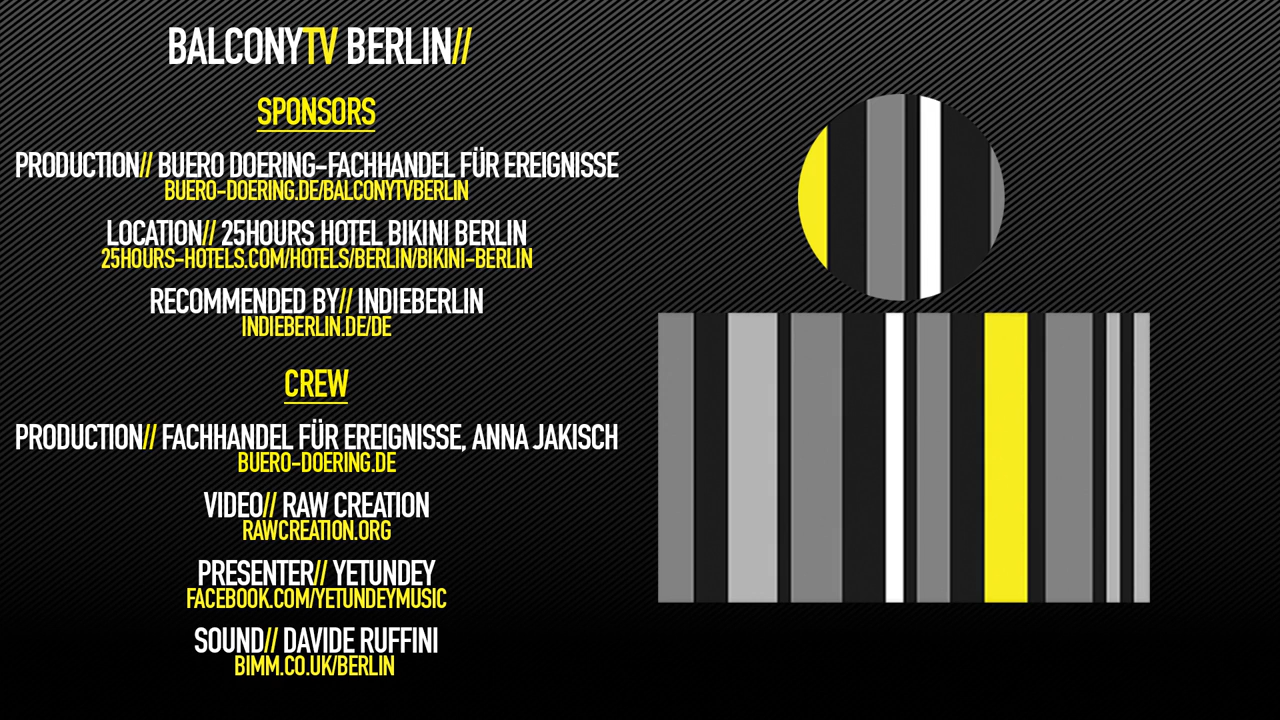 BALCONYTV BERLIN//
SPONSORS
PRODUCTION// BUERO DOERING-FACHHANDEL FÜR EREIGNISSE
BUERO-DOERING.DE/BALCONYTVBERLIN
LOCATION// 25HOURS HOTEL BIKINI BERLIN
25HOURS-HOTELS.COM/HOTELS/BERLIN/BIKINI-BERLIN
RECOMMENDED BY// INDIEBERLIN
INDIEBERLIN.DE/DE
CREW
PRODUCTION// FACHHANDEL FÜR EREIGNISSE, ANNA JAKISCH
BUERO-DOERING.DE
VIDEO// RAW CREATION
RAWCREATION.ORG
PRESENTER// YETUNDEY
FACEBOOK.COM/YETUNDEYMUSIC
SOUND// DAVIDE RUFFINI
BIMM.CO.UK/BERLIN